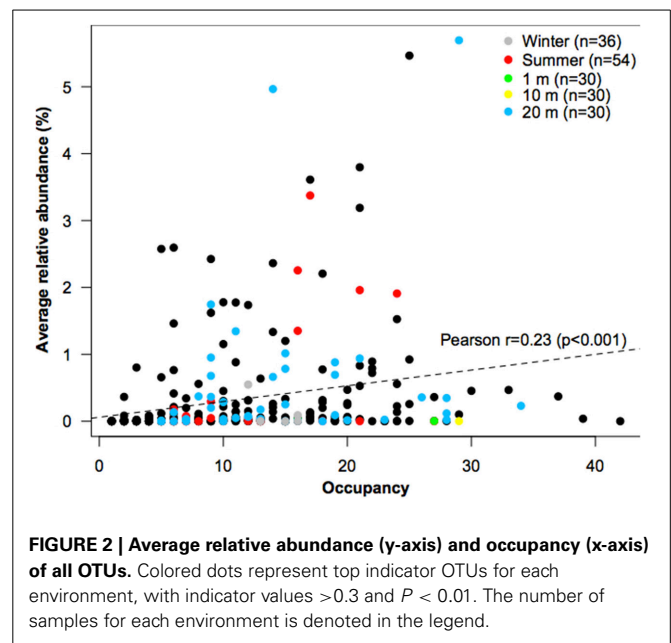 Average relative abundance (%)
5
4
3
2
1
0
Winter (n=36)
Summer (n=54)
1 m (n=30)
10 m (n=30)
20 m (n=30)
Pearson r=0.23 (p<0.001)
0 10 20 30 40
Occupancy
FIGURE 2 | Average relative abundance (y-axis) and occupancy (x-axis)
of all OTUs. Colored dots represent top indicator OTUs for each
environment, with indicator values >0.3 and P < 0.01. The number of
samples for each environment is denoted in the legend.